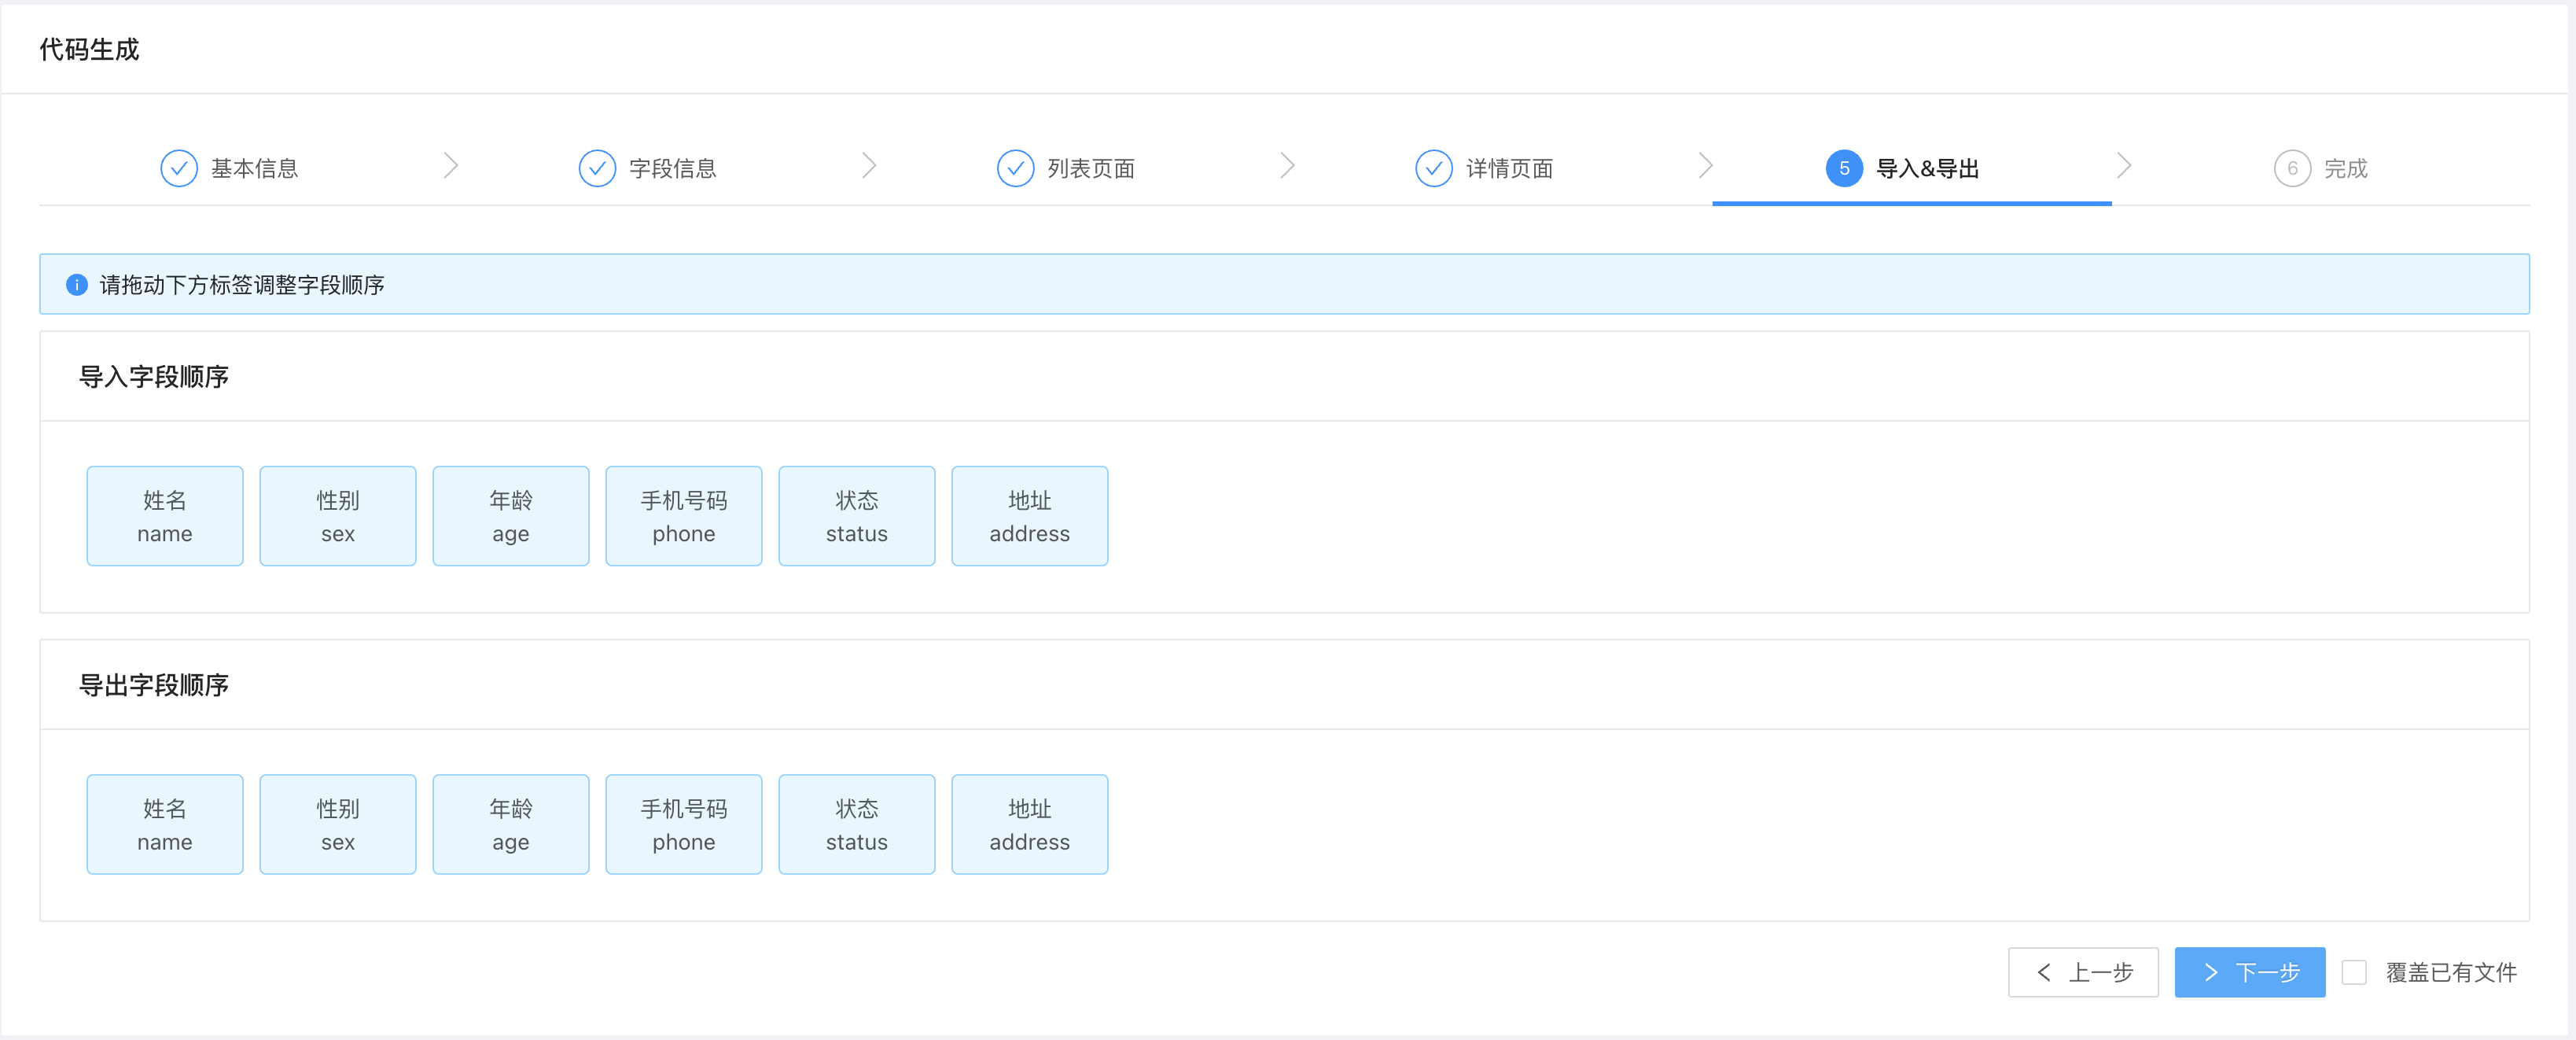 代码生成
基本信息
字段信息
列表页面
详情页面
5 导入&导出
6 完成
请拖动下方标签调整字段顺序
导入字段顺序
姓名
name
性别
sex
年龄
age
手机号码
phone
状态
status
地址
address
导出字段顺序
姓名
name
性别
sex
年龄
age
手机号码
phone
状态
status
地址
address
上一步
下一步
覆盖已有文件